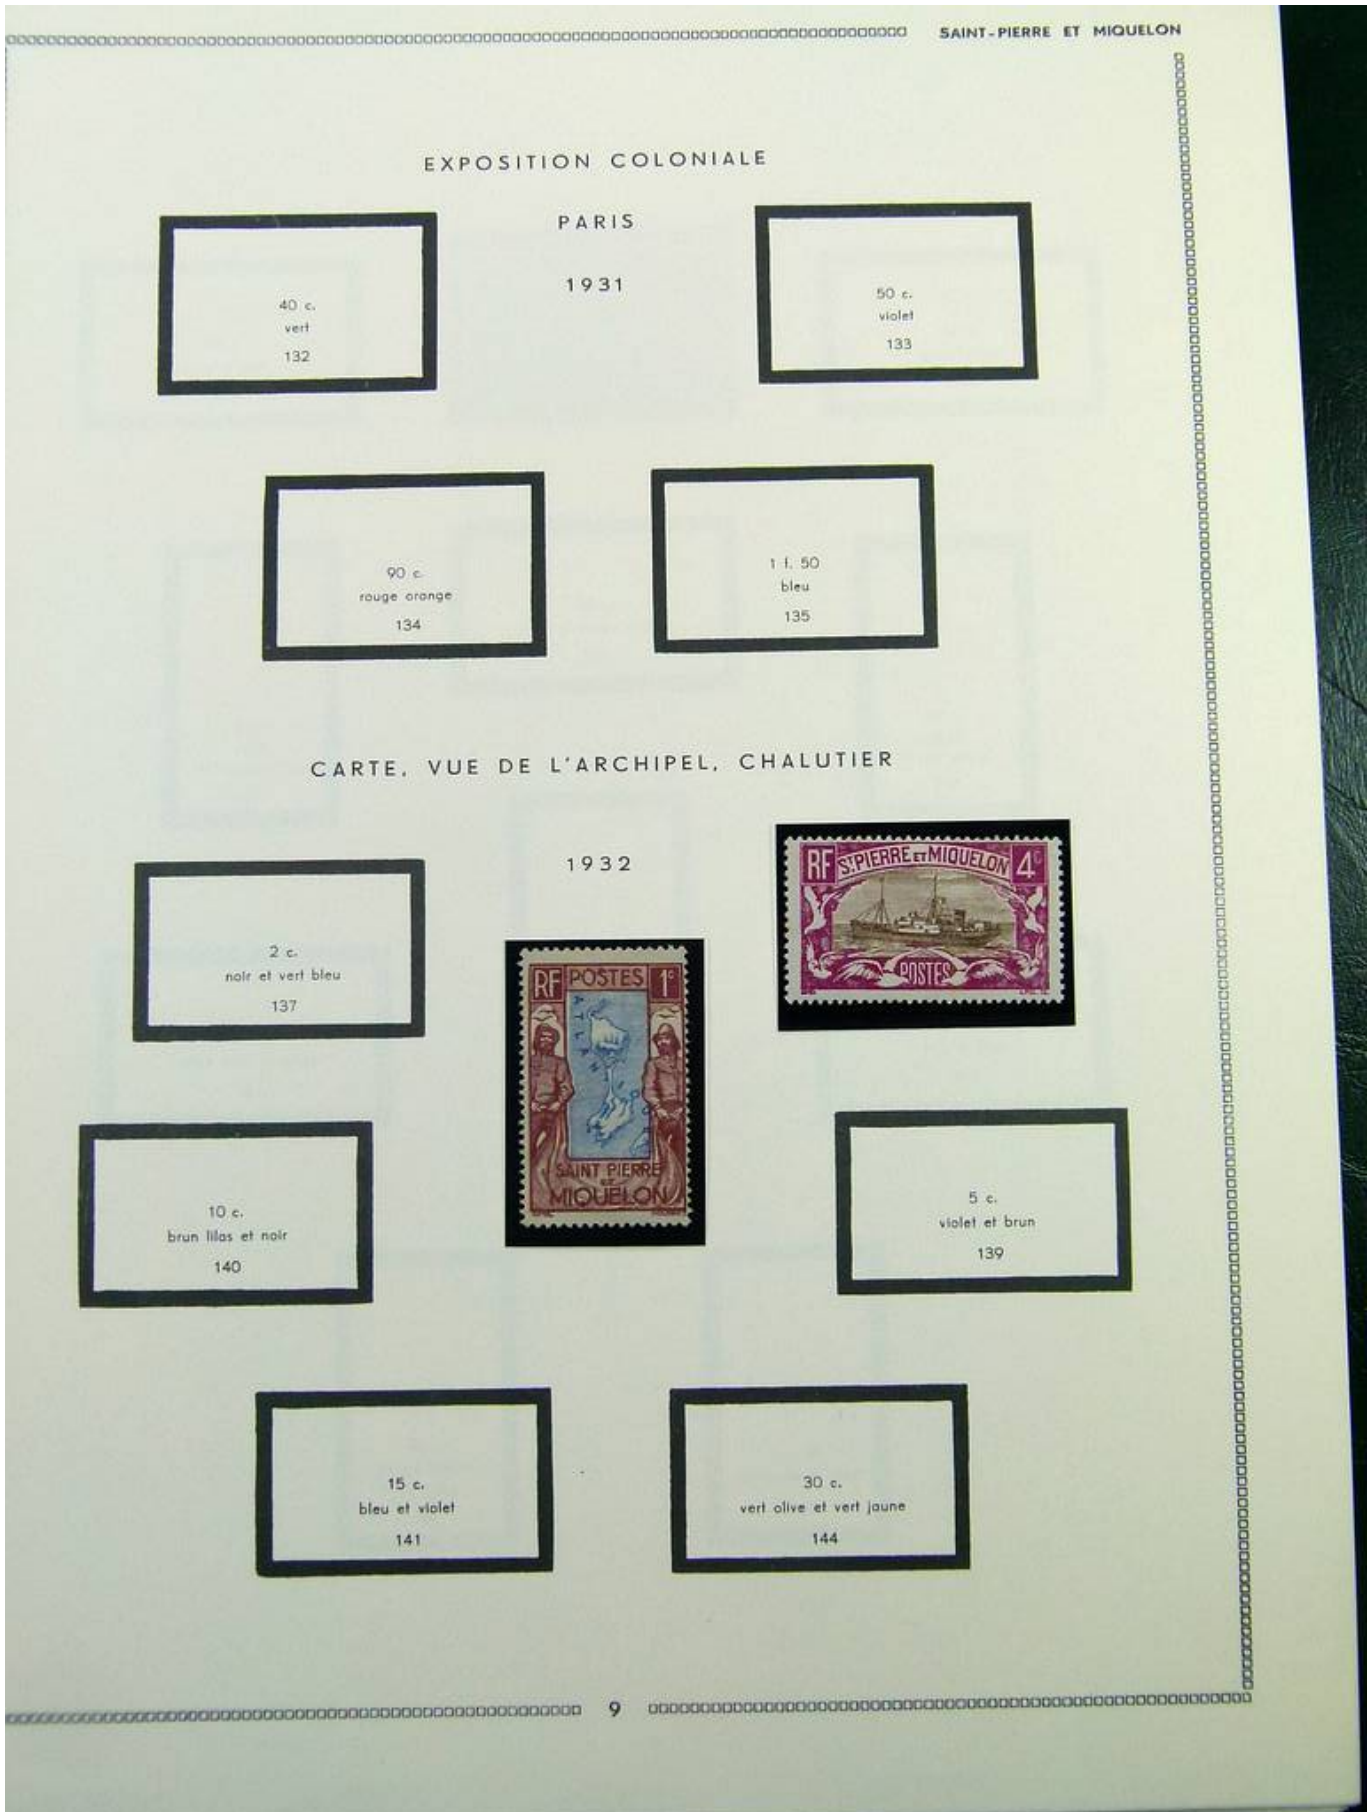 SAINT-PIERRE ET MIQUELON
EXPOSITION COLONIALE
PARIS
1931
40 c.
vert
132
50 c.
violet
133
90 c.
rouge orange
134
1 f. 50
bleu
135
CARTE, VUE DE L'ARCHIPEL, CHALUTIER
1932
RF ST PIERRE ET MIQUELON 4c
POSTES
2 c.
noir et vert bleu
137
RF POSTES 1c
SAINT PIERRE
ET
MIQUELON
10 c.
brun lilas et noir
140
5 c.
violet et brun
139
15 c.
bleu et violet
141
30 c.
vert olive et vert jaune
144
9